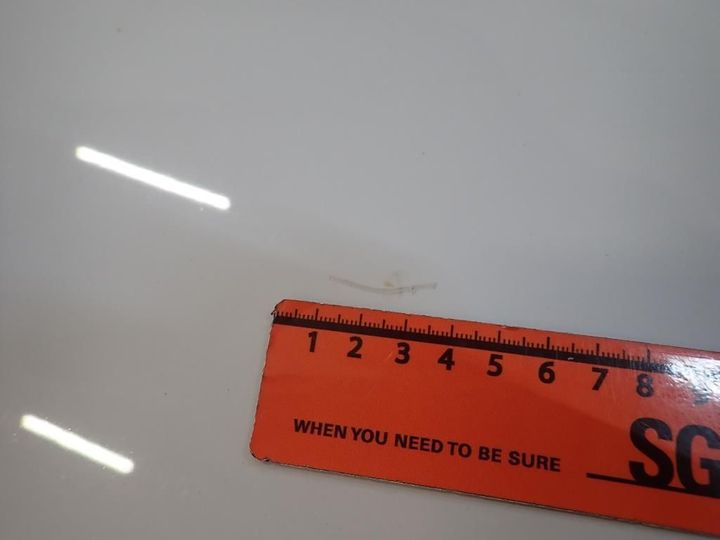 1 2 3 4 5 6 7 8
WHEN YOU NEED TO BE SURE
SG